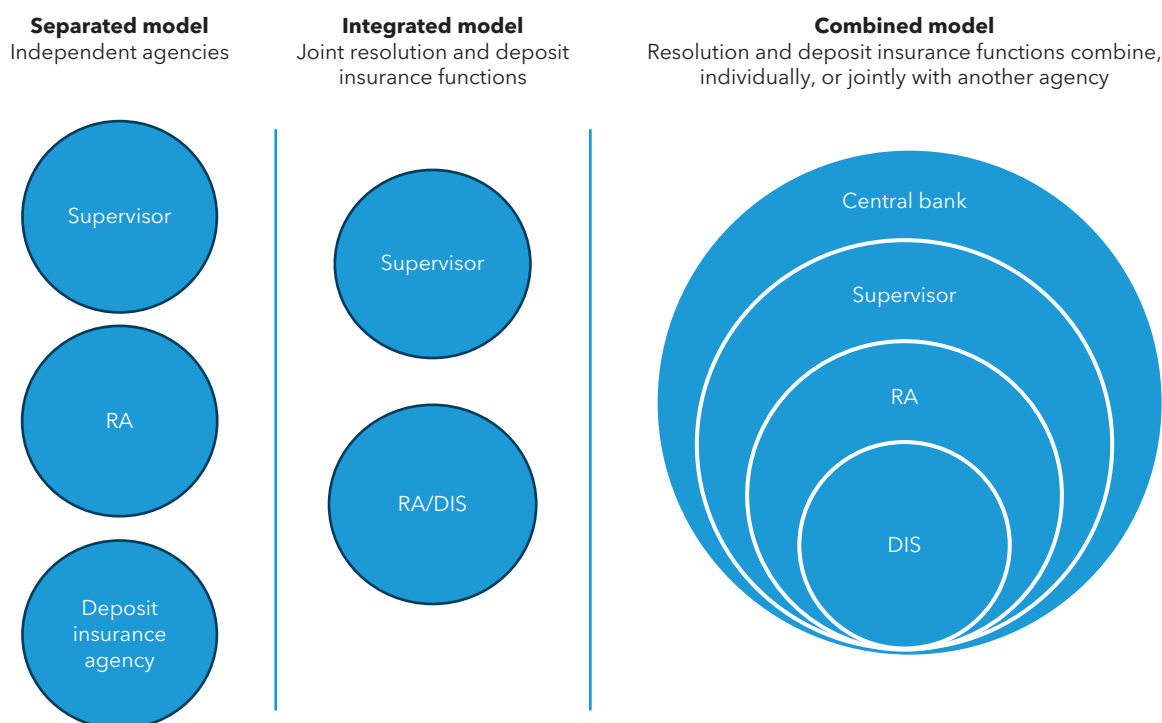 Separated model
Independent agencies
Supervisor
RA
Deposit
insurance
agency
Integrated model
Joint resolution and deposit
insurance functions
Supervisor
RA/DIS
Combined model
Resolution and deposit insurance functions combine,
individually, or jointly with another agency
Central bank
Supervisor
RA
DIS